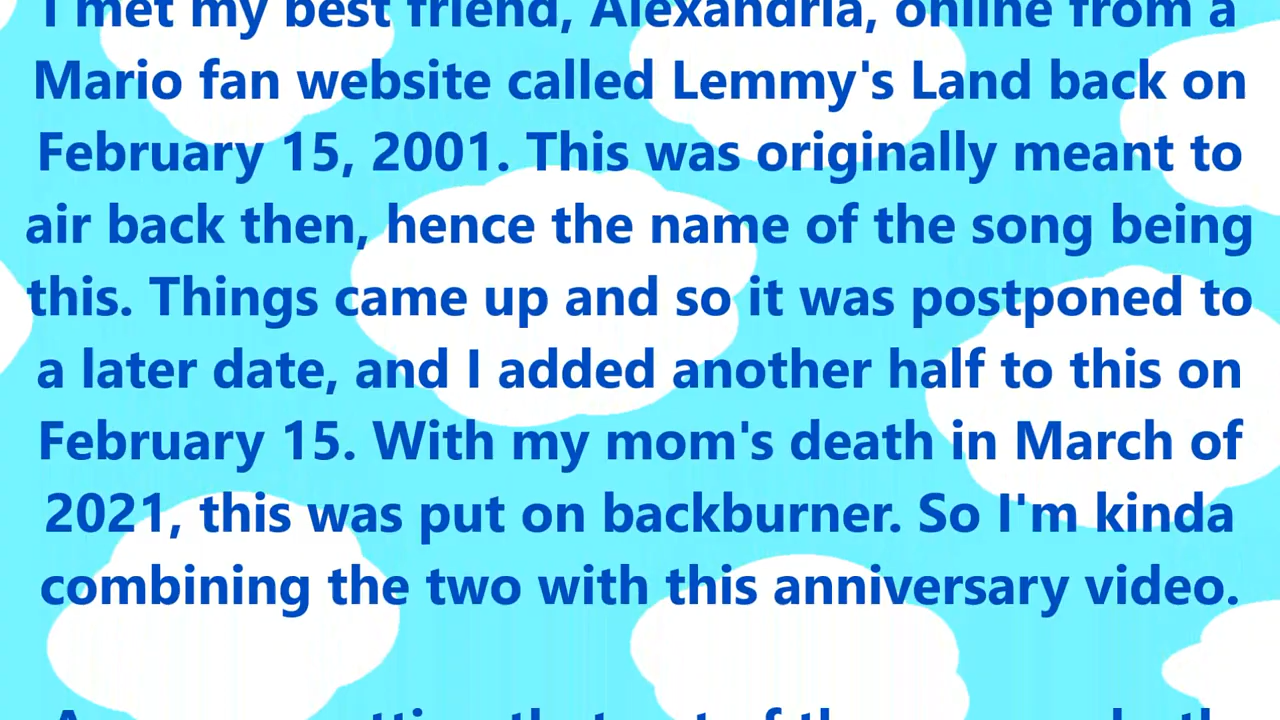 I met my best friend, Alexandria, online from a
Mario fan website called Lemmy's Land back on
February 15, 2001. This was originally meant to
air back then, hence the name of the song being
this. Things came up and so it was postponed to
a later date, and I added another half to this on
February 15. With my mom's death in March of
2021, this was put on backburner. So I'm kinda
combining the two with this anniversary video.